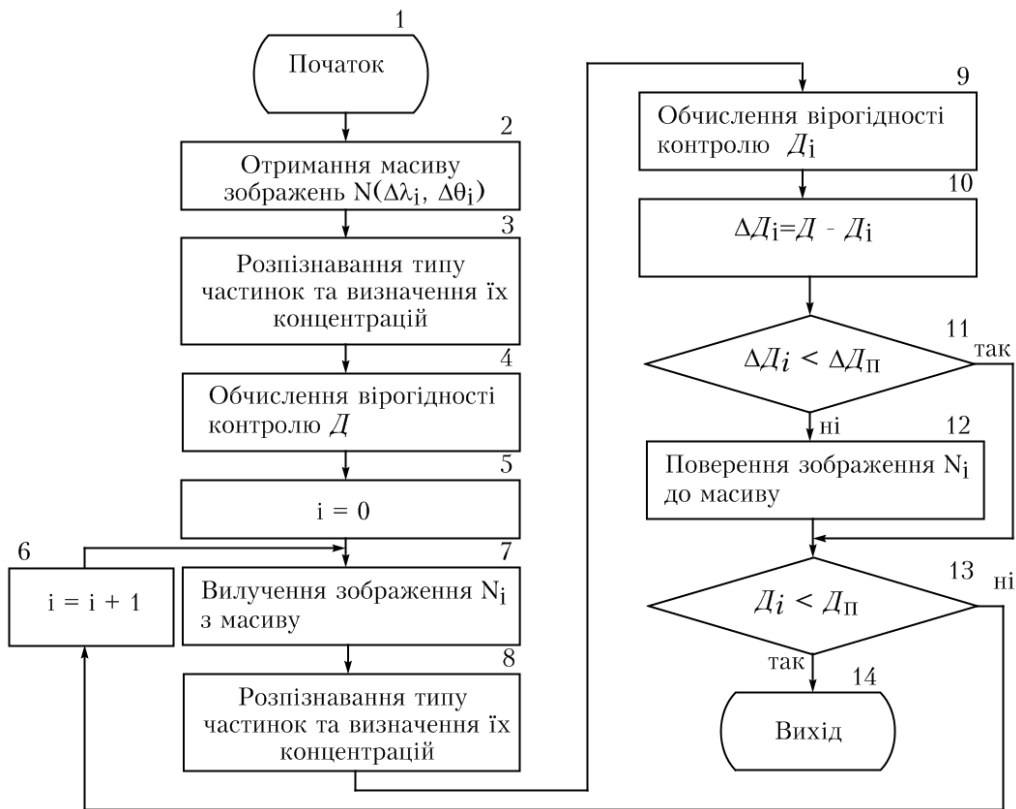 1
Початок
2
Отримання масиву
зображень N(Δλi, Δθi)
3
Розпізнавання типу
частинок та визначення їх
концентрацій
4
Обчислення вірогідності
контролю Д
5
i = 0
6
i = i + 1
7
Вилучення зображення Ni
з масиву
8
Розпізнавання типу
частинок та визначення їх
концентрацій
9
Обчислення вірогідності
контролю Дi
10
ΔДi=Д - Дi
11
ΔДi < ΔДП
так
ні
12
Поверення зображення Ni
до масиву
13
Дi < ДП
ні
так
14
Вихід